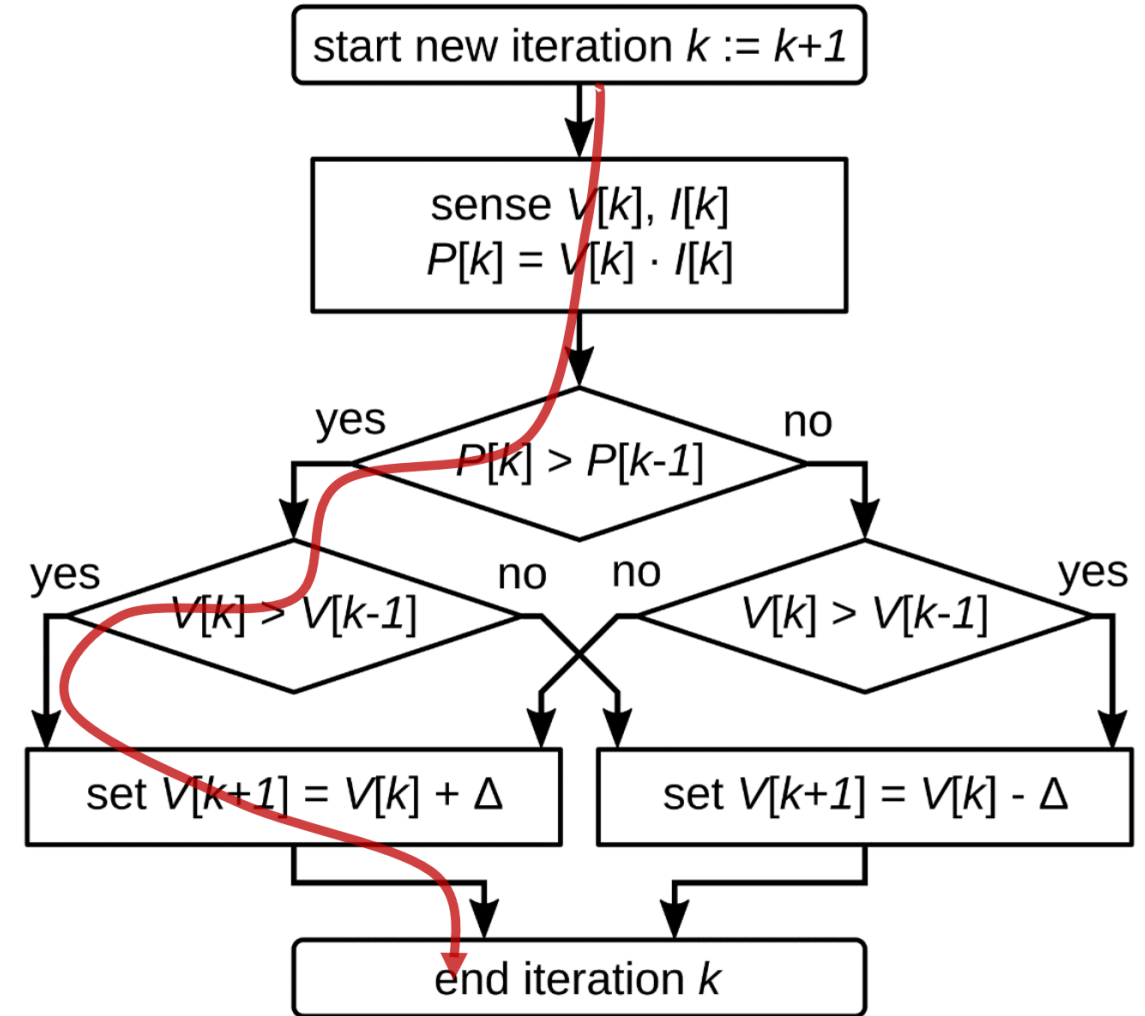 start new iteration k := k+1
sense V[k], I[k]
P[k] = V[k] · I[k]
yes
no
P[k] > P[k-1]
yes
no
no
yes
V[k] > V[k-1]
V[k] > V[k-1]
set V[k+1] = V[k] + Δ
set V[k+1] = V[k] - Δ
end iteration k